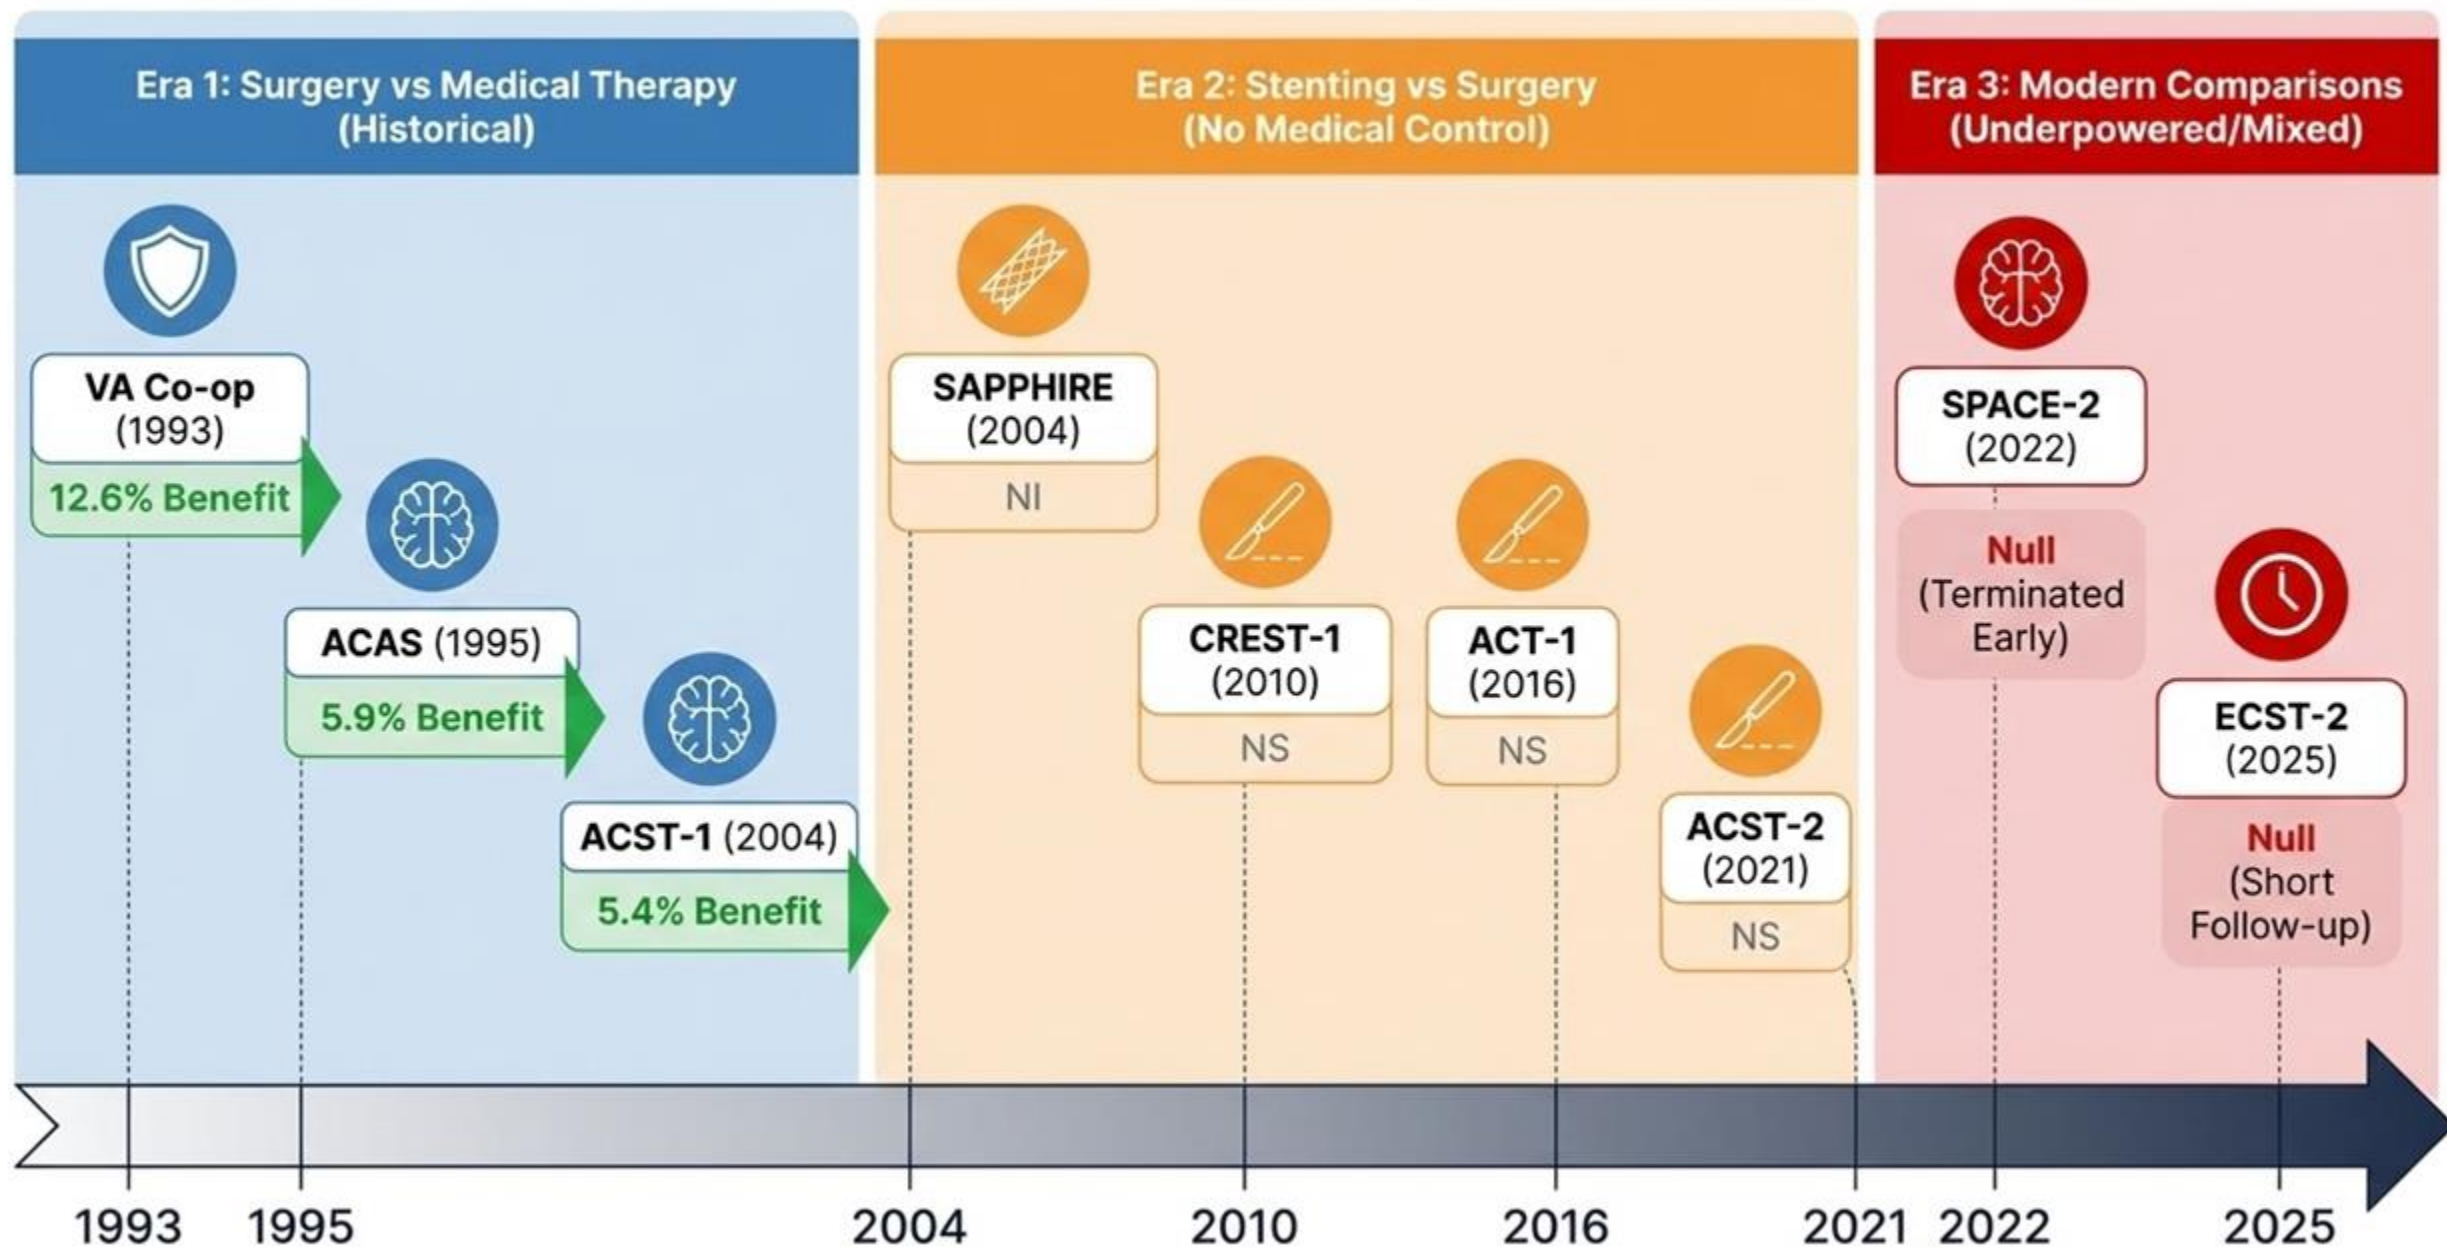 Era 1: Surgery vs Medical Therapy
(Historical)
VA Co-op
(1993)
12.6% Benefit
ACAS (1995)
5.9% Benefit
ACST-1 (2004)
5.4% Benefit
Era 2: Stenting vs Surgery
(No Medical Control)
SAPPHIRE
(2004)
NI
CREST-1
(2010)
NS
ACT-1
(2016)
NS
ACST-2
(2021)
NS
Era 3: Modern Comparisons
(Underpowered/Mixed)
SPACE-2
(2022)
Null
(Terminated
Early)
ECST-2
(2025)
Null
(Short
Follow-up)
1993 1995 2004 2010 2016 2021 2022 2025